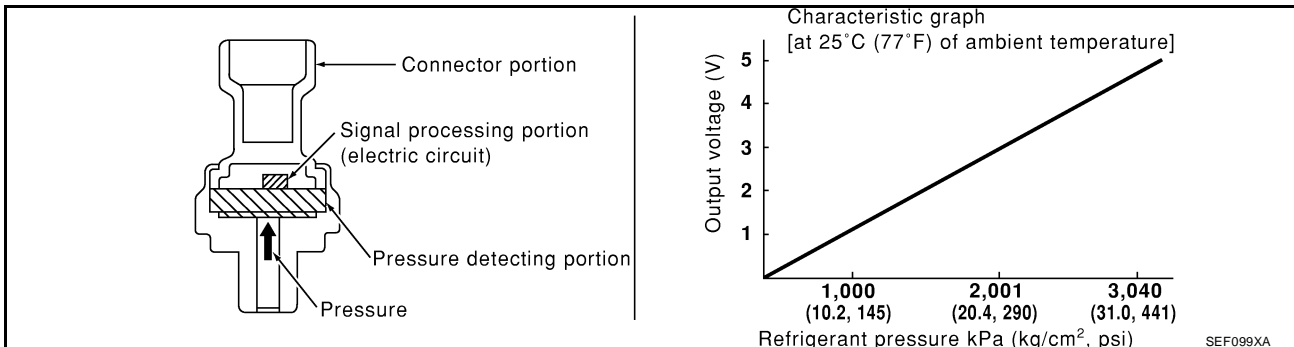 Connector portion
Signal processing portion
(electric circuit)
Pressure detecting portion
Pressure
Characteristic graph
[at 25˚C (77˚F) of ambient temperature]
Output voltage (V)
5
4
3
2
1
1,000 2,001 3,040
(10.2, 145) (20.4, 290) (31.0, 441)
Refrigerant pressure kPa (kg/cm², psi)
SEF099XA